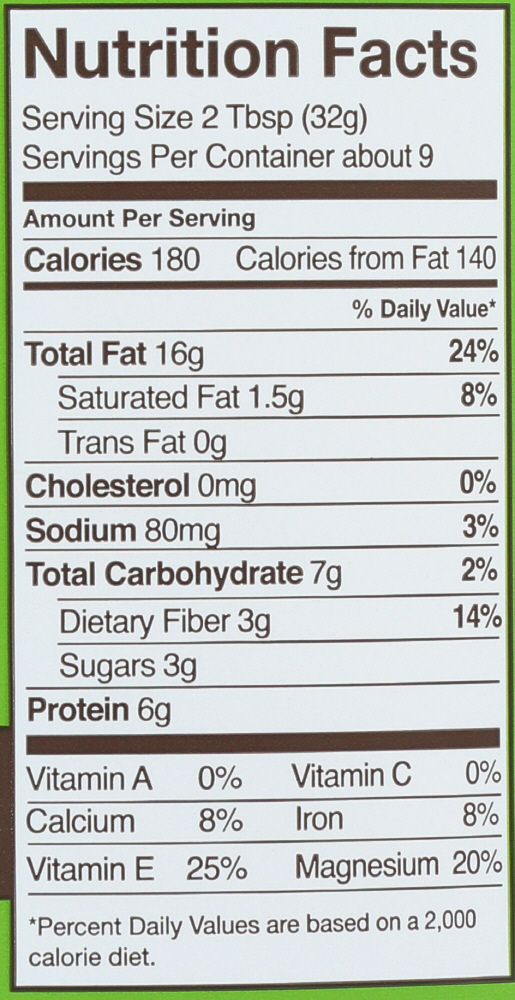 Nutrition Facts
Serving Size 2 Tbsp (32g)
Servings Per Container about 9
Amount Per Serving
Calories 180 Calories from Fat 140
% Daily Value*
Total Fat 16g 24%
Saturated Fat 1.5g 8%
Trans Fat 0g
Cholesterol 0mg 0%
Sodium 80mg 3%
Total Carbohydrate 7g 2%
Dietary Fiber 3g 14%
Sugars 3g
Protein 6g
Vitamin A 0% Vitamin C 0%
Calcium 8% Iron 8%
Vitamin E 25% Magnesium 20%
*Percent Daily Values are based on a 2,000
calorie diet.